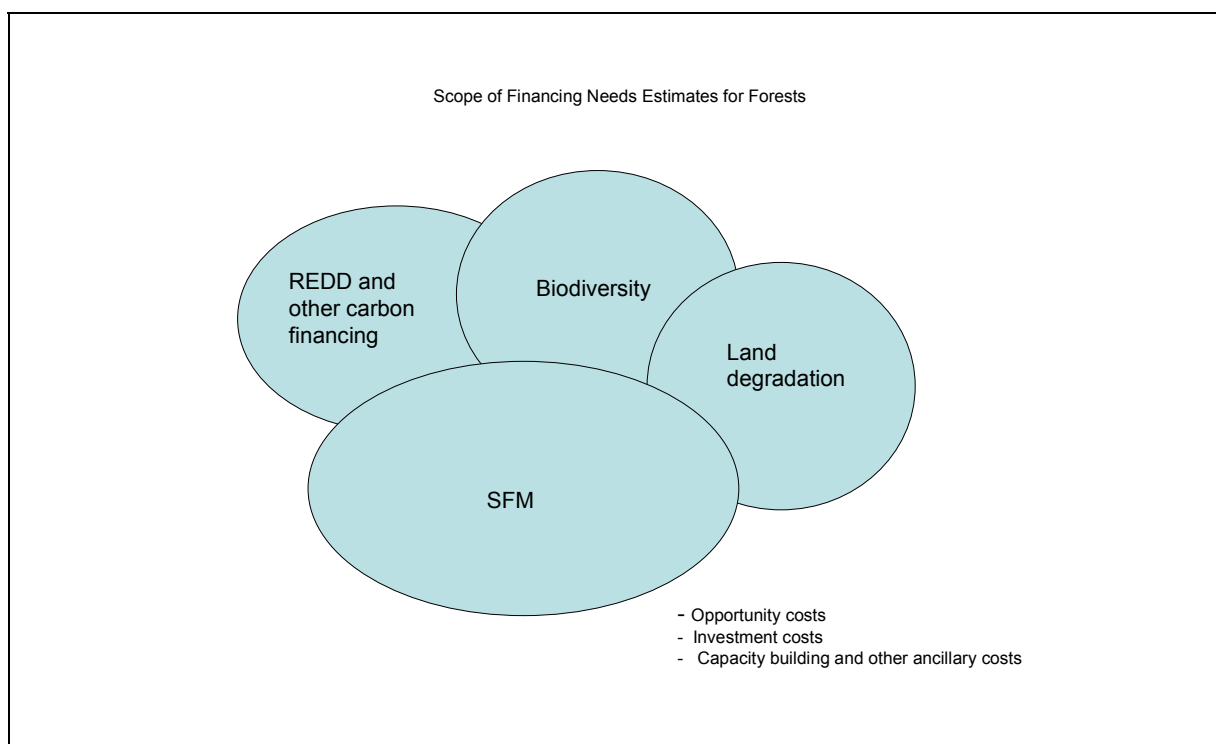 Scope of Financing Needs Estimates for Forests
REDD and
other carbon
financing
Biodiversity
Land
degradation
SFM
- Opportunity costs
- Investment costs
- Capacity building and other ancillary costs